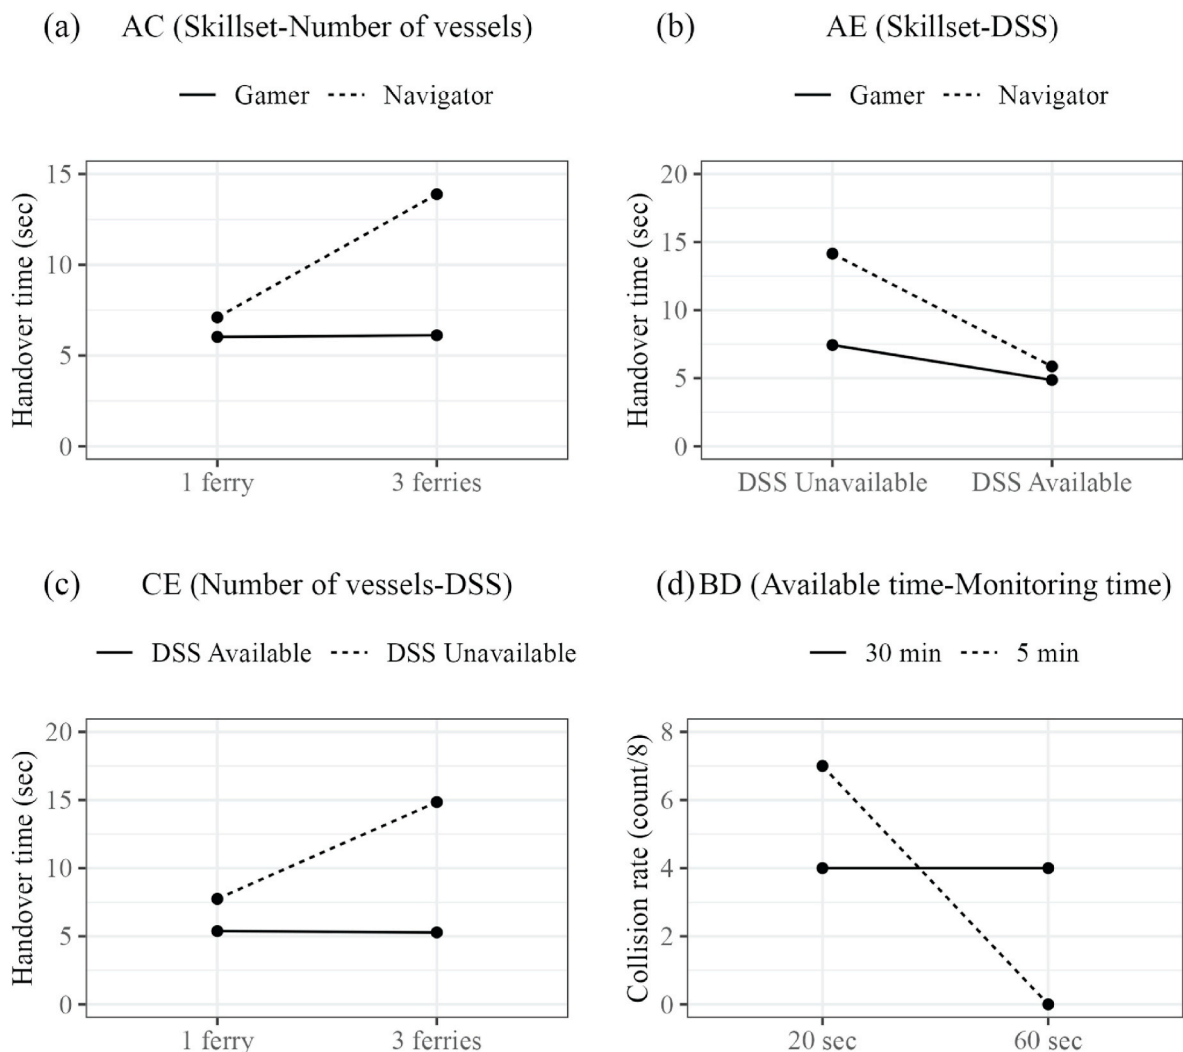 (a) AC (Skillset-Number of vessels)
Gamer Navigator
Handover time (sec)
15
10
5
0
1 ferry 3 ferries
(b) AE (Skillset-DSS)
Gamer Navigator
Handover time (sec)
20
15
10
5
0
DSS Unavailable DSS Available
(c) CE (Number of vessels-DSS)
DSS Available DSS Unavailable
Handover time (sec)
20
15
10
5
0
1 ferry 3 ferries
(d) BD (Available time-Monitoring time)
30 min 5 min
Collision rate (count/8)
8
6
4
2
0
20 sec 60 sec